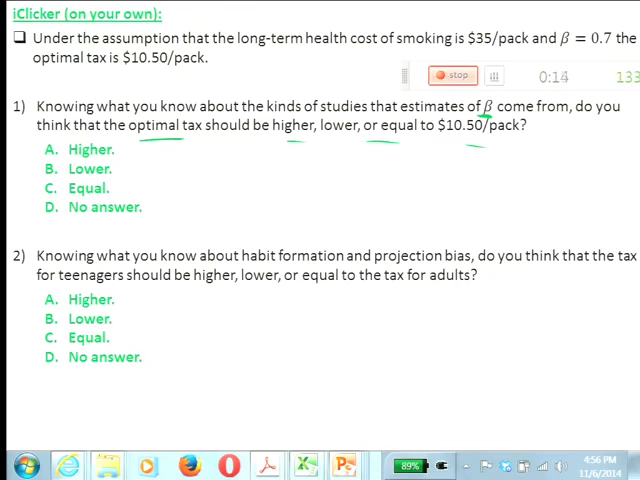 iClicker (on your own):
❑ Under the assumption that the long-term health cost of smoking is $35/pack and β = 0.7 the
optimal tax is $10.50/pack.
stop 0:14 133
1) Knowing what you know about the kinds of studies that estimates of β come from, do you
think that the optimal tax should be higher, lower, or equal to $10.50/pack?
A. Higher.
B. Lower.
C. Equal.
D. No answer.
2) Knowing what you know about habit formation and projection bias, do you think that the tax
for teenagers should be higher, lower, or equal to the tax for adults?
A. Higher.
B. Lower.
C. Equal.
D. No answer.
89% 4:56 PM
11/6/2014